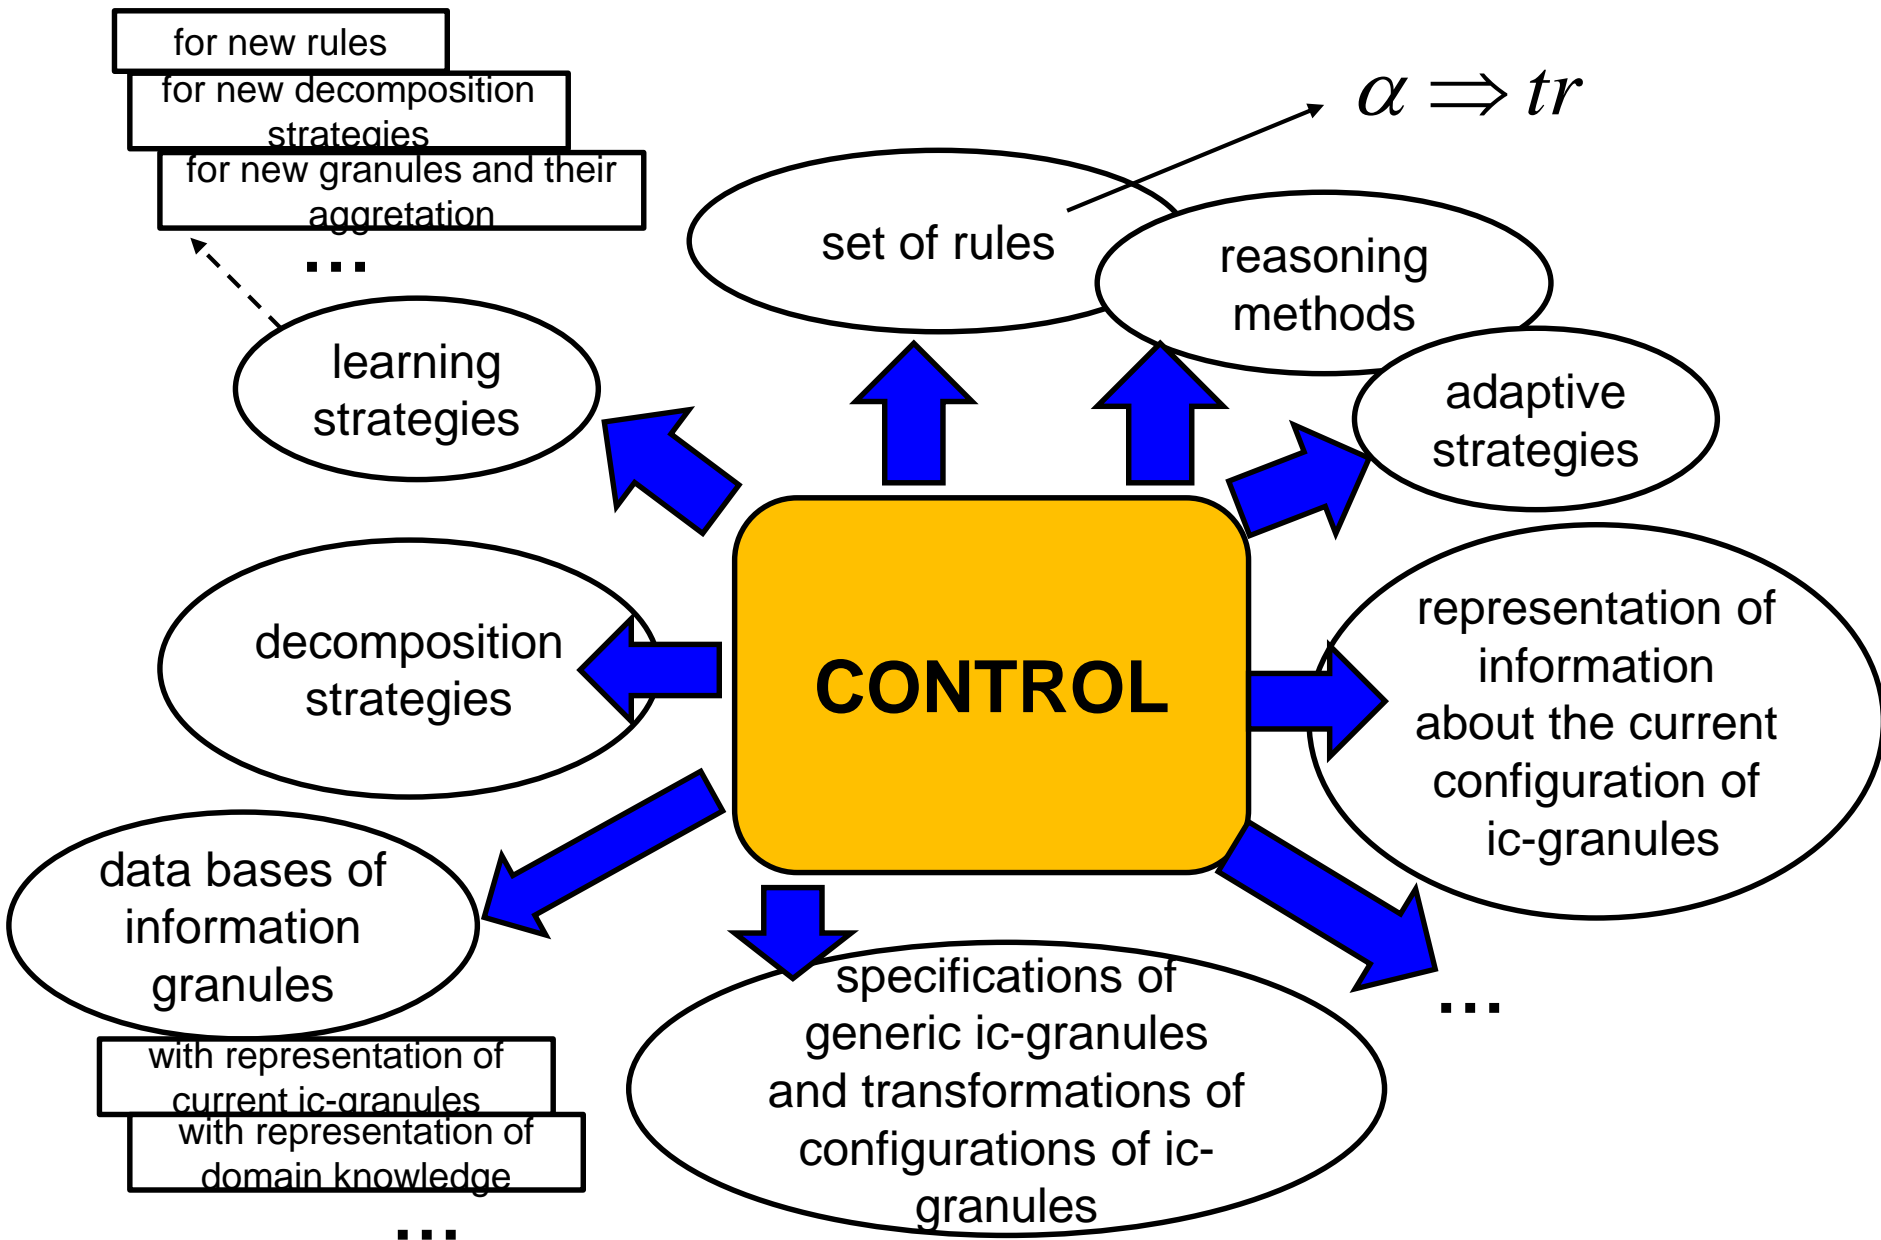 for new rules
for new decomposition
strategies
for new granules and their
aggretation
...
α ⇒ tr
set of rules
reasoning
methods
learning
strategies
adaptive
strategies
decomposition
strategies
CONTROL
representation of
information
about the current
configuration of
ic-granules
data bases of
information
granules
with representation of
current ic-granules
with representation of
domain knowledge
...
specifications of
generic ic-granules
and transformations of
configurations of ic-
granules
...